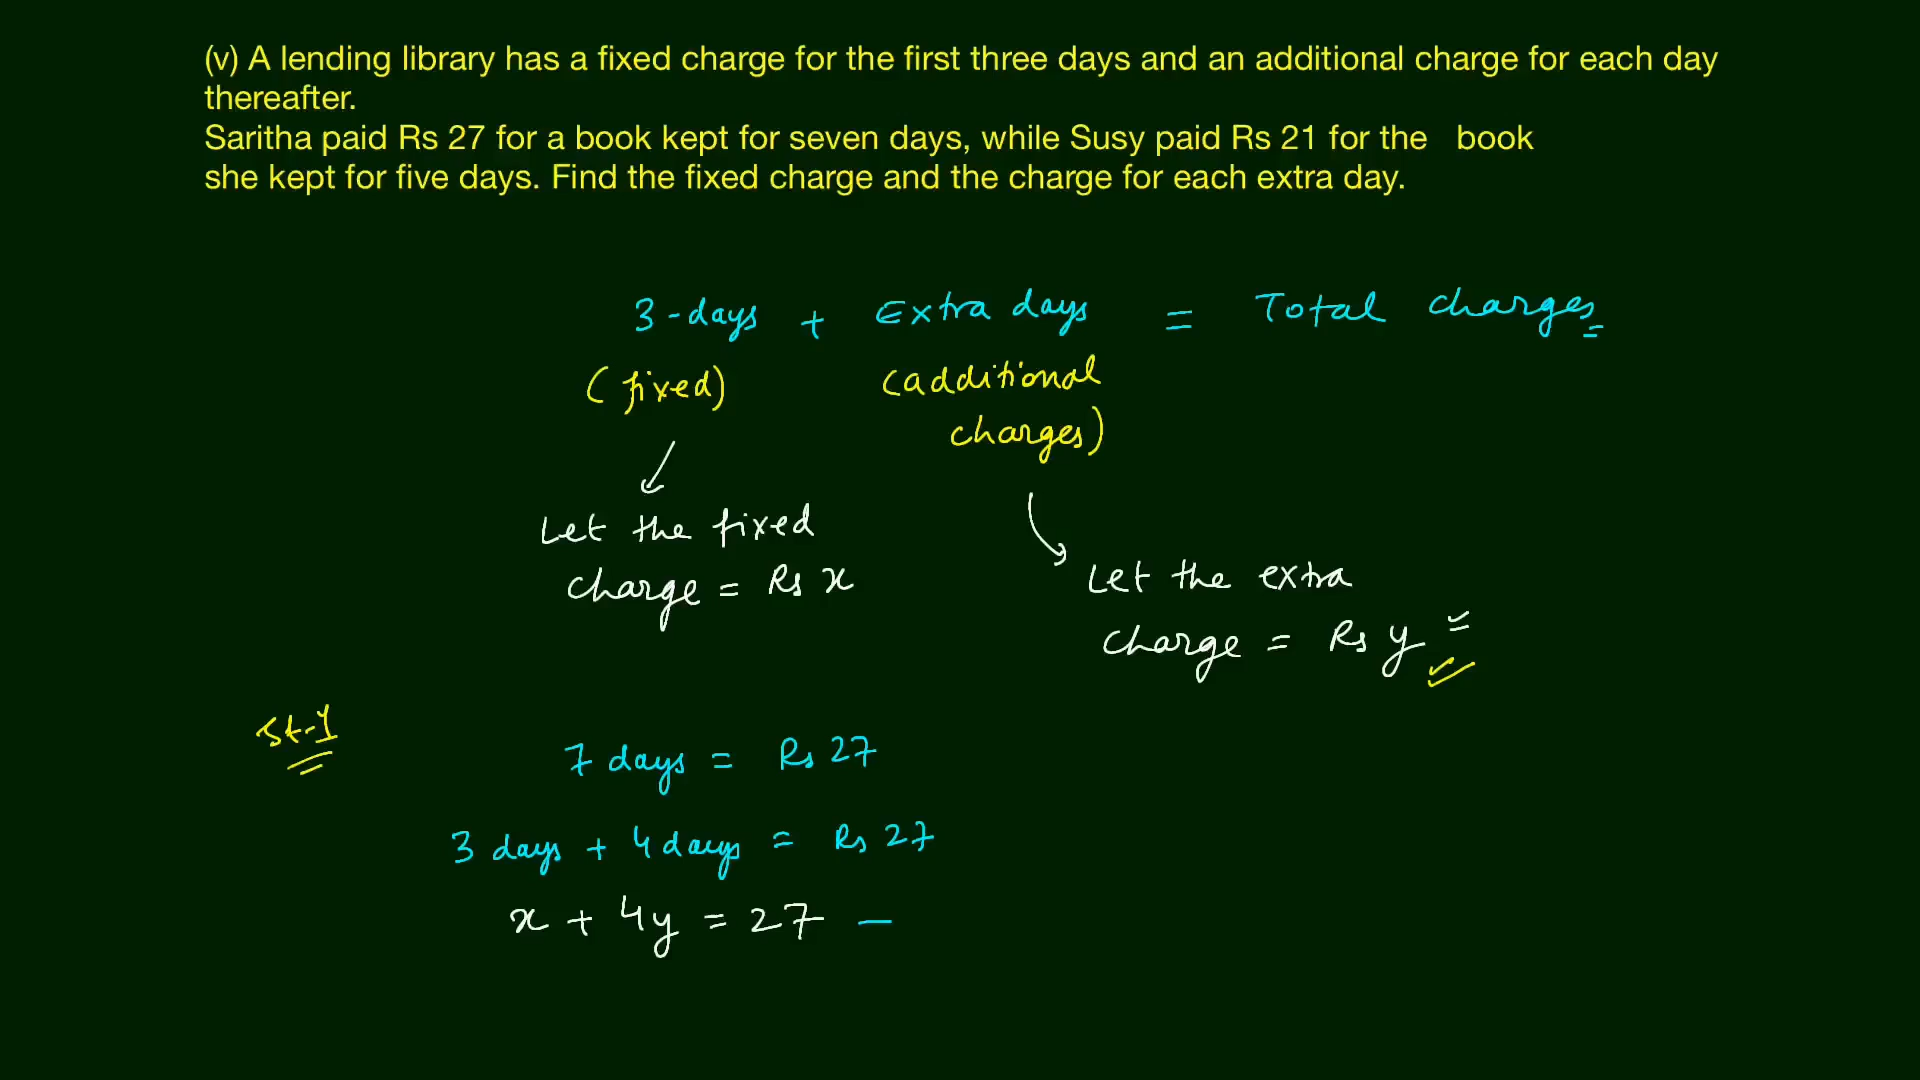 (v) A lending library has a fixed charge for the first three days and an additional charge for each day
thereafter.
Saritha paid Rs 27 for a book kept for seven days, while Susy paid Rs 21 for the book
she kept for five days. Find the fixed charge and the charge for each extra day.
3-days + Extra days = Total charges
(fixed) (additional
charges)
Let the fixed
charge = Rs x
Let the extra
charge = Rs y
St-1
7 days = Rs 27
3 days + 4 days = Rs 27
x + 4y = 27 —